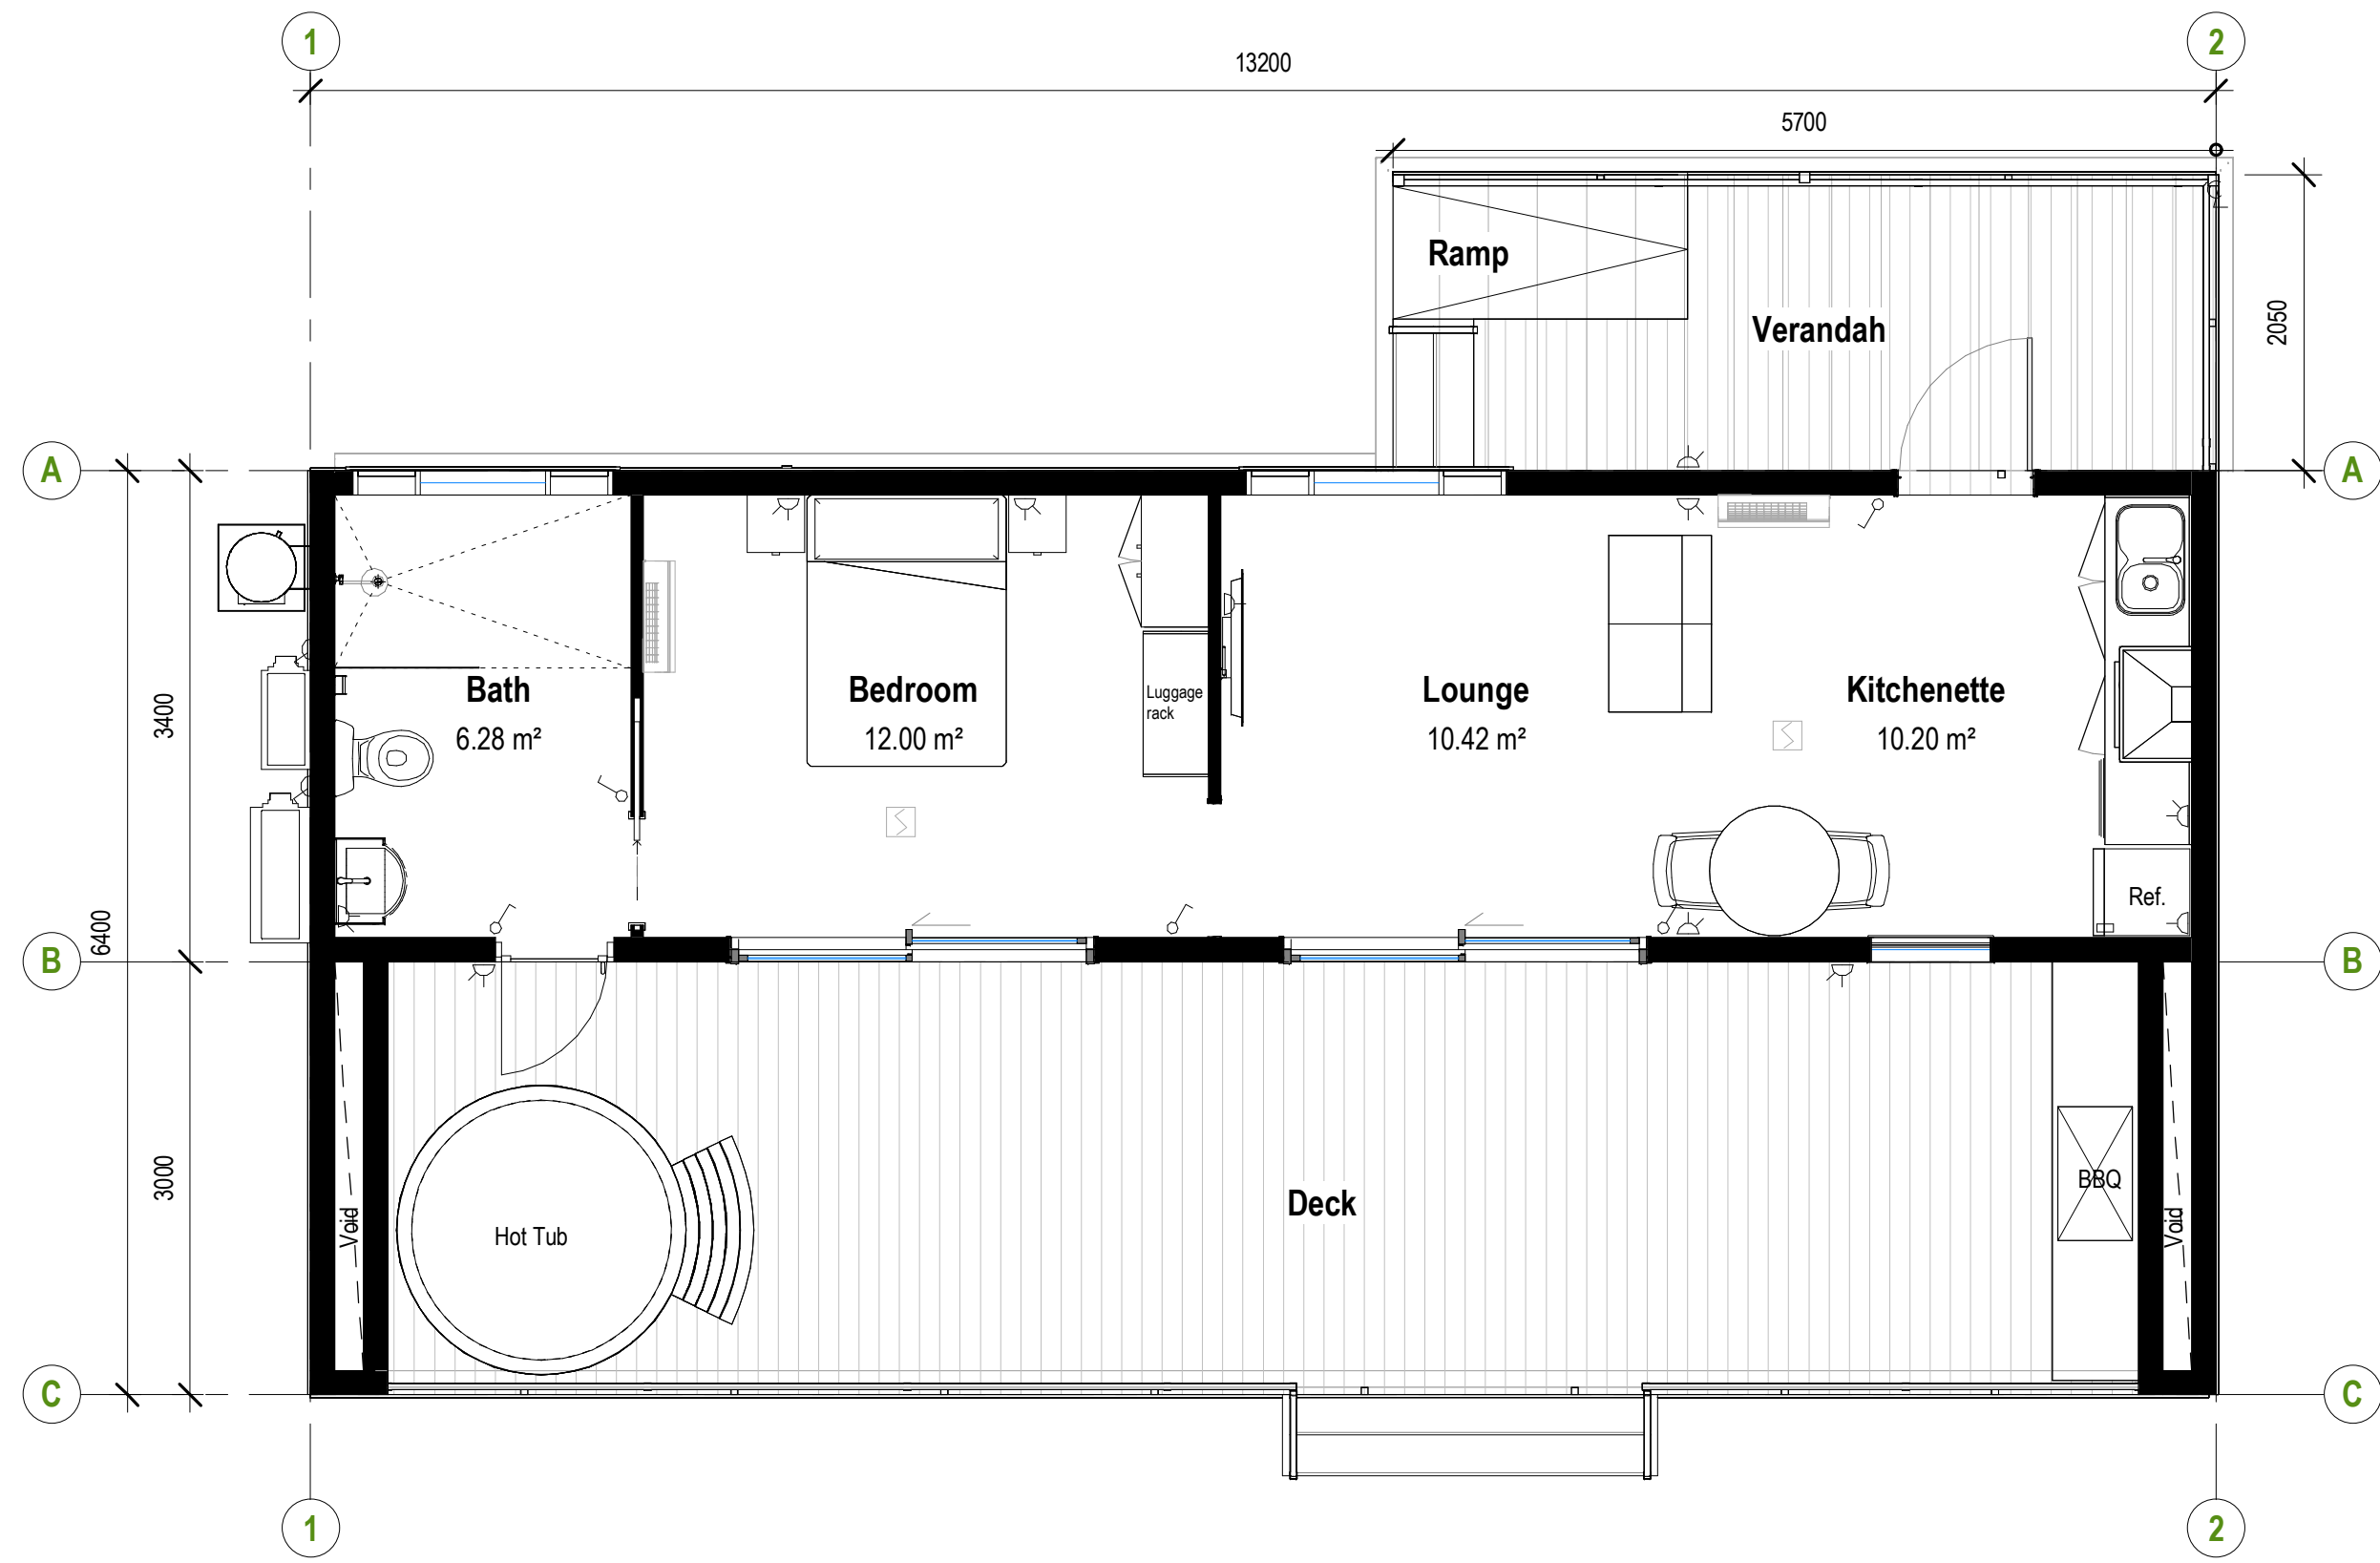 1
2
13200
5700
Ramp
Verandah
2050
A
A
Bath
6.28 m²
Bedroom
12.00 m²
Luggage
rack
Lounge
10.42 m²
Kitchenette
10.20 m²
3400
6400
Ref.
B
B
3000
Void
Hot Tub
Deck
BBQ
Void
C
C
1
2